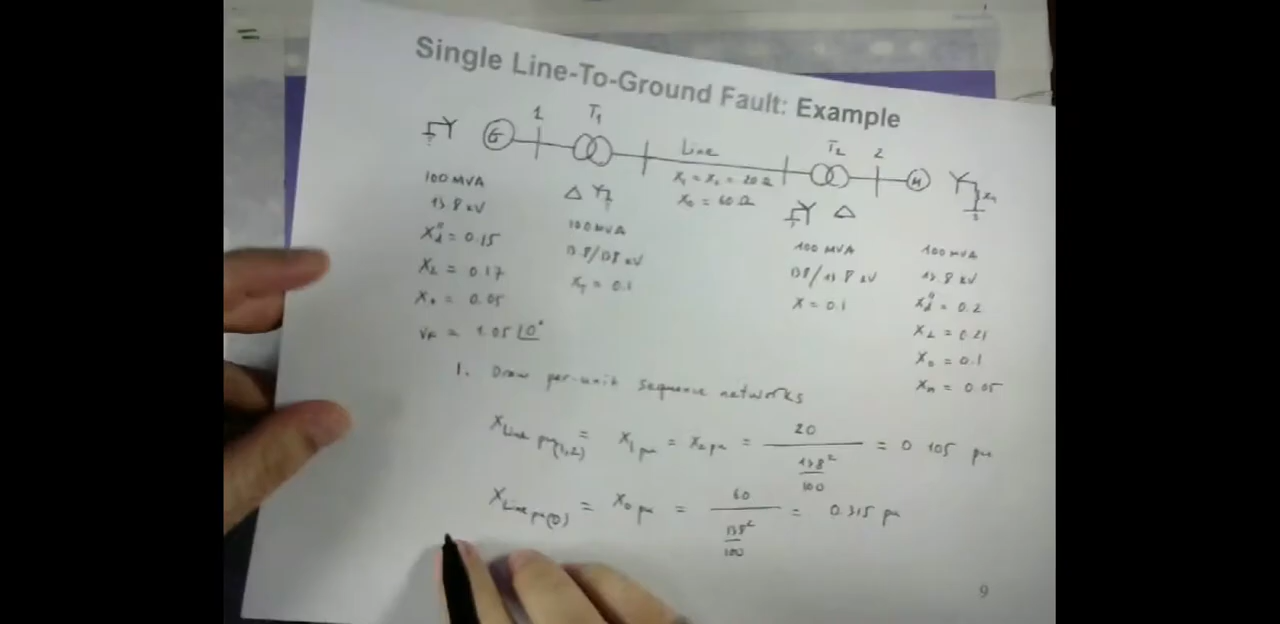 Single Line-To-Ground Fault: Example
1 T₁ Line T₂ 2
G M
X₁ = X₂ = 20 Ω
X₀ = 60 Ω
Xn
Δ Y
Y Δ
100 MVA
13.8 kV
X″d = 0.15
X₂ = 0.17
X₀ = 0.05
VF = 1.05∠0°
100 MVA
13.8/138 kV
XT = 0.1
100 MVA
138/13.8 kV
X = 0.1
100 MVA
13.8 kV
X″d = 0.2
X₂ = 0.21
X₀ = 0.1
Xn = 0.05
1. Draw per-unit sequence networks
XLine pu(1,2) = X₁ pu = X₂ pu = 20 / (138² / 100) = 0.105 pu
XLine pu(0) = X₀ pu = 60 / (138² / 100) = 0.315 pu
9